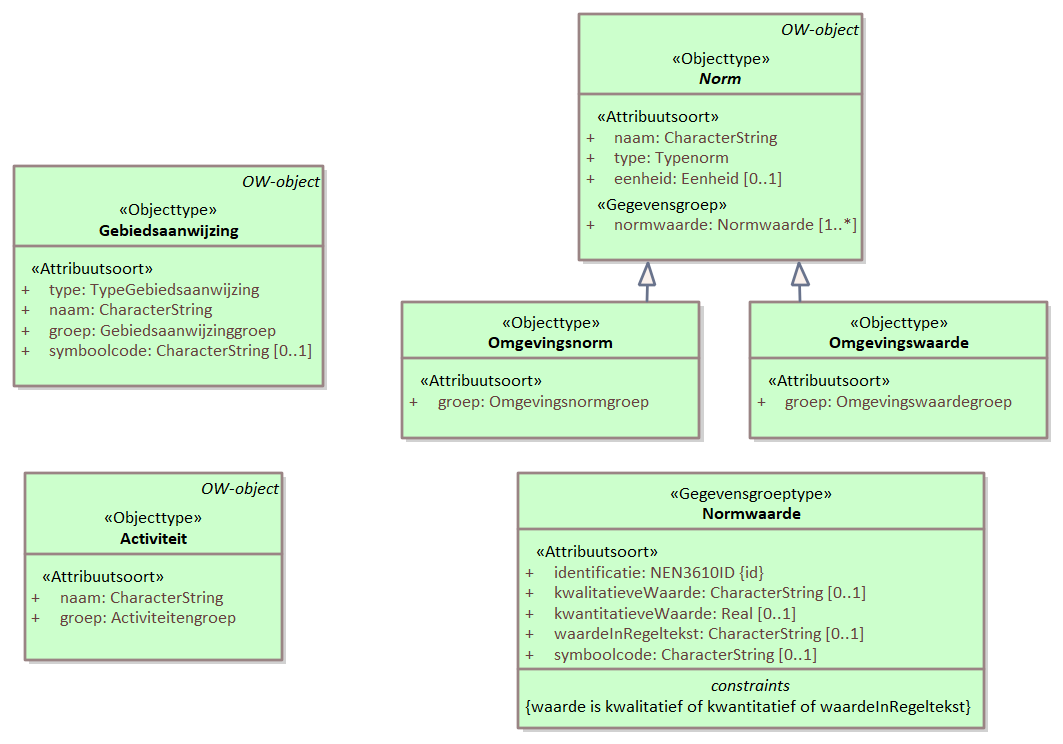 OW-object
«Objecttype»
Norm
«Attribuutsoort»
+ naam: CharacterString
+ type: Typenorm
+ eenheid: Eenheid [0..1]
«Gegevensgroep»
+ normwaarde: Normwaarde [1..*]
OW-object
«Objecttype»
Gebiedsaanwijzing
«Attribuutsoort»
+ type: TypeGebiedsaanwijzing
+ naam: CharacterString
+ groep: Gebiedsaanwijzinggroep
+ symboolcode: CharacterString [0..1]
«Objecttype»
Omgevingsnorm
«Attribuutsoort»
+ groep: Omgevingsnormgroep
«Objecttype»
Omgevingswaarde
«Attribuutsoort»
+ groep: Omgevingswaardegroep
OW-object
«Objecttype»
Activiteit
«Attribuutsoort»
+ naam: CharacterString
+ groep: Activiteitengroep
«Gegevensgroeptype»
Normwaarde
«Attribuutsoort»
+ identificatie: NEN3610ID {id}
+ kwalitatieveWaarde: CharacterString [0..1]
+ kwantitatieveWaarde: Real [0..1]
+ waardeInRegeltekst: CharacterString [0..1]
+ symboolcode: CharacterString [0..1]
constraints
{waarde is kwalitatief of kwantitatief of waardeInRegeltekst}